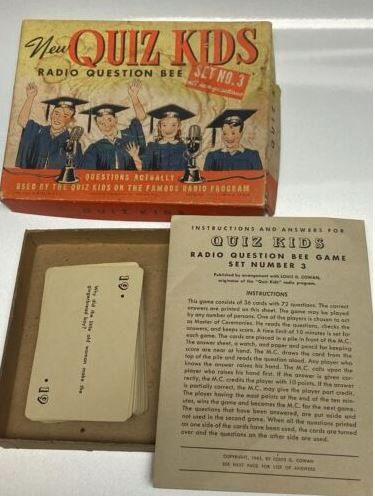 New QUIZ KIDS
RADIO QUESTION BEE
SET NO. 3
QUESTIONS ACTUALLY
USED BY THE QUIZ KIDS ON THE FAMOUS RADIO PROGRAM
QUIZ KIDS
19
Why did the little old woman make the
gingerbread boy?
19
INSTRUCTIONS AND ANSWERS FOR
QUIZ KIDS
RADIO QUESTION BEE GAME
SET NUMBER 3
Published by arrangement with LOUIS G. COWAN,
originator of the "Quiz Kids" radio program.
INSTRUCTIONS
This game consists of 36 cards with 72 questions. The correct
answers are printed on this sheet. The game may be played
by any number of persons. One of the players is chosen to act
as Master of Ceremonies. He reads the questions, checks the
answers, and keeps score. A time limit of 10 minutes is set for
each game. The cards are placed in a pile in front of the M.C.
The answer sheet, a watch, and paper and pencil for keeping
score are near at hand. The M.C. draws the card from the
top of the pile and reads the question aloud. Any player who
knows the answer raises his hand. The M.C. calls upon the
player who raises his hand first. If the answer is given cor-
rectly, the M.C. credits the player with 10 points. If the answer
is partially correct, the M.C. may give the player part credit.
The player having the most points at the end of the ten min-
utes, wins the game and becomes the M.C. for the next game.
The questions that have been answered, are put aside and
not used in the second game. When all the questions printed
on one side of the cards have been used, the cards are turned
over and the questions on the other side are used.
COPYRIGHT, BY LOUIS G. COWAN
SEE NEXT PAGE FOR LIST OF ANSWERS